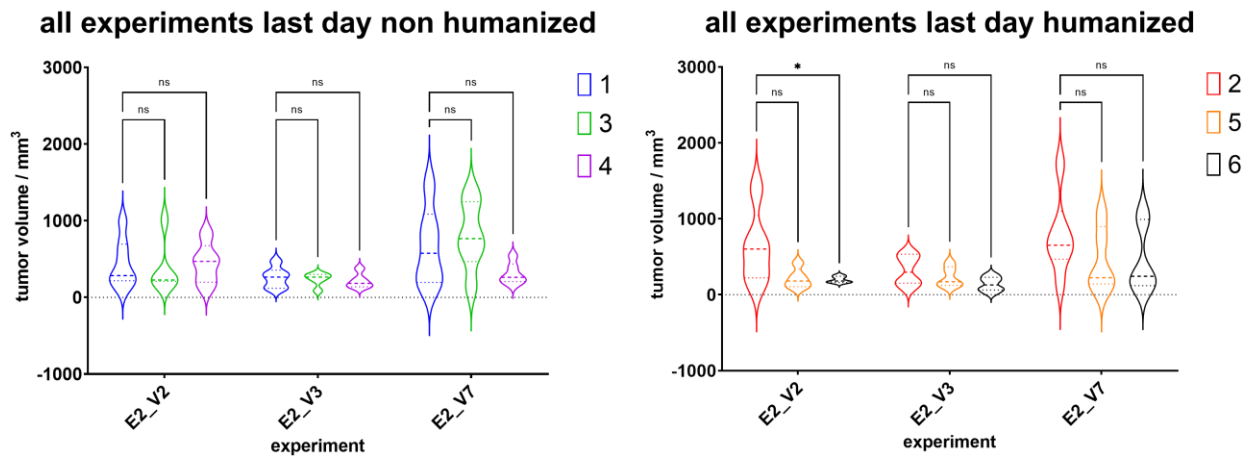 all experiments last day non humanized
3000
2000
1000
0
-1000
tumor volume / mm³
ns
ns
ns
ns
ns
ns
E2_V2
E2_V3
E2_V7
experiment
1
3
4
all experiments last day humanized
3000
2000
1000
0
-1000
tumor volume / mm³
*
ns
ns
ns
ns
ns
E2_V2
E2_V3
E2_V7
experiment
2
5
6